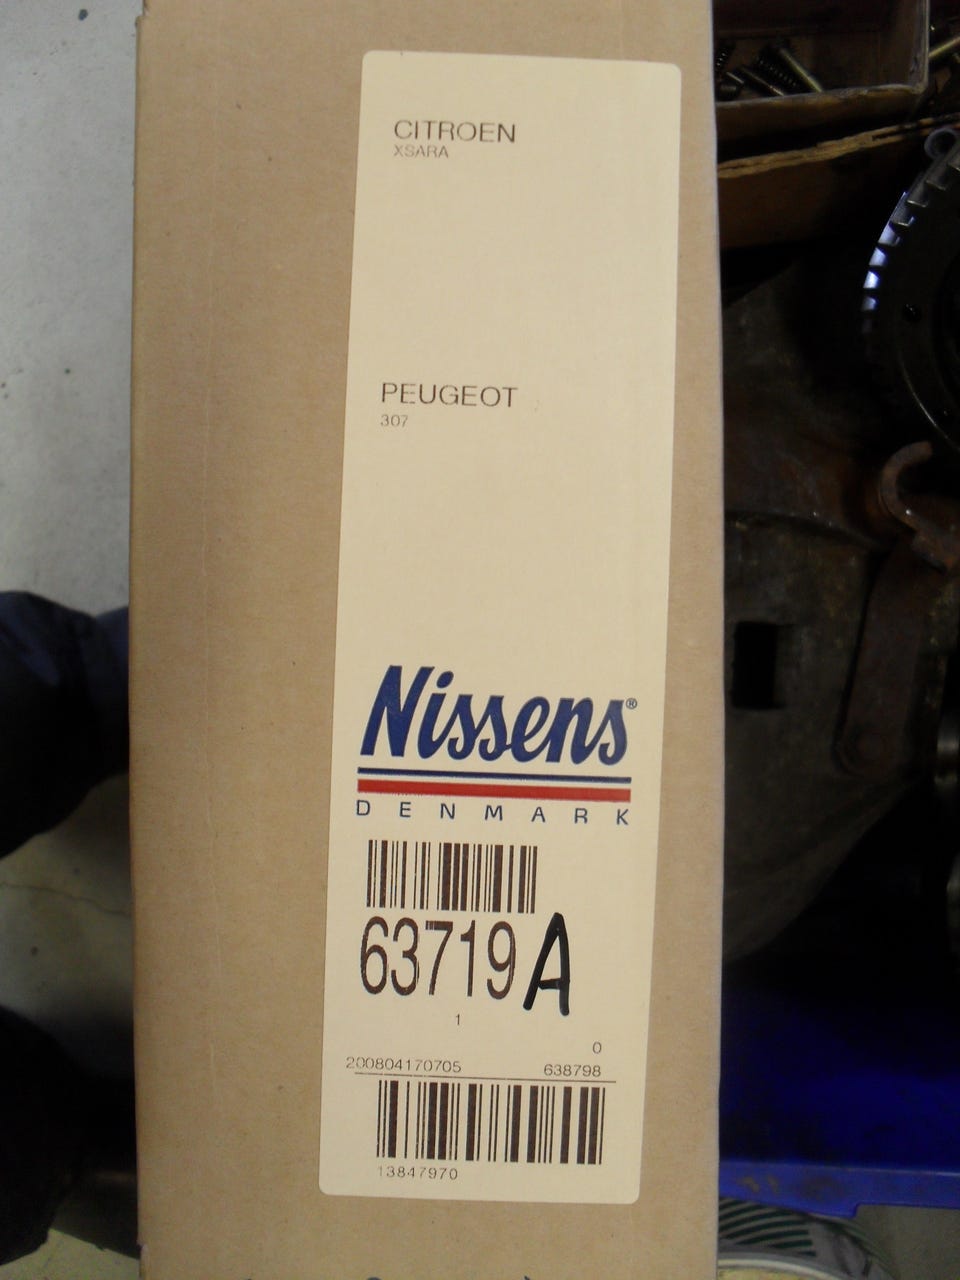 CITROEN
XSARA
PEUGEOT
307
Nissens®
DENMARK
63719 A
1
0
200804170705 638798
13847970